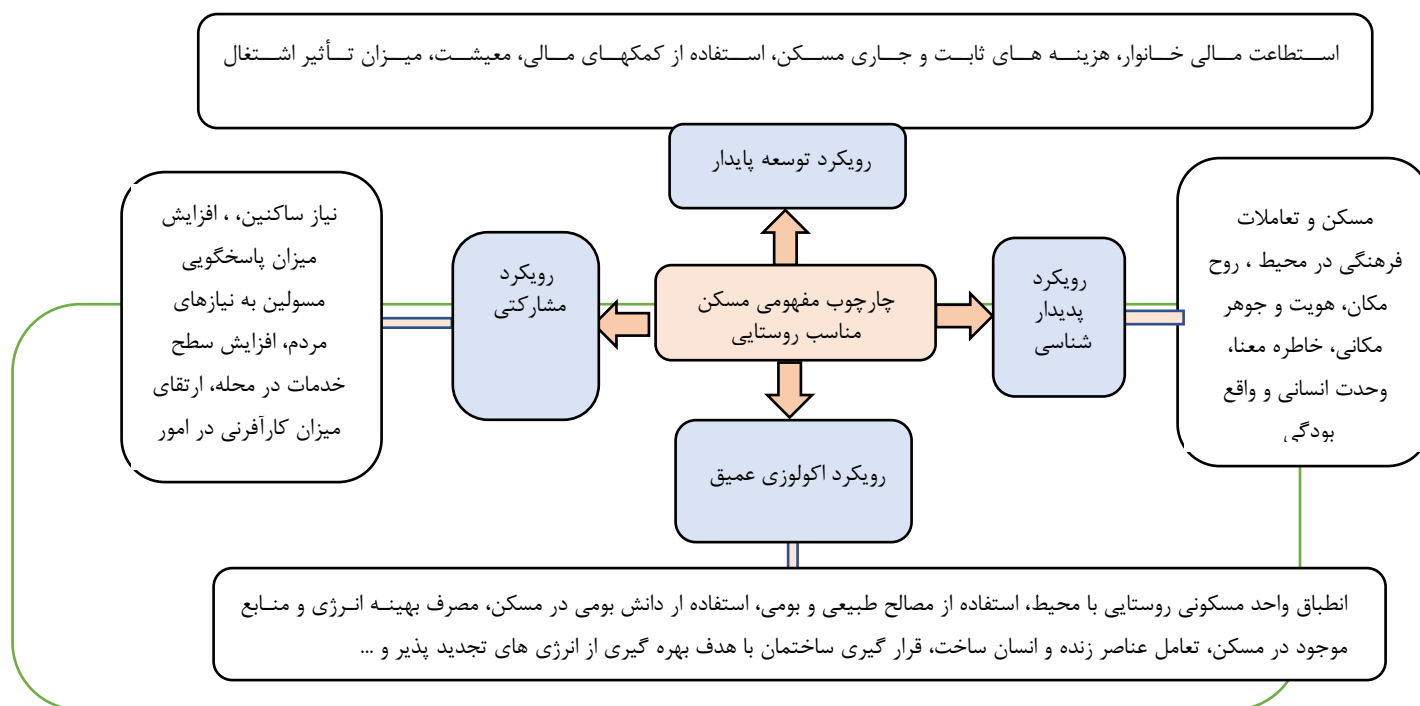 استطاعت مالی خانوار، هزینه های ثابت و جاری مسکن، استفاده از کمکهای مالی، معیشت، میزان تأثیر اشتغال
رویکرد توسعه پایدار
مسکن و تعاملات
فرهنگی در محیط ، روح
مکان، هویت و جوهر
مکانی، خاطره معنا،
وحدت انسانی و واقع
بودگی
رویکرد
پدیدار
شناسی
چارچوب مفهومی مسکن
مناسب روستایی
رویکرد
مشارکتی
نیاز ساکنین، ، افزایش
میزان پاسخگویی
مسولین به نیازهای
مردم، افزایش سطح
خدمات در محله، ارتقای
میزان کارآفرنی در امور
رویکرد اکولوزی عمیق
انطباق واحد مسکونی روستایی با محیط، استفاده از مصالح طبیعی و بومی، استفاده ار دانش بومی در مسکن، مصرف بهینه انرژی و منابع
موجود در مسکن، تعامل عناصر زنده و انسان ساخت، قرار گیری ساختمان با هدف بهره گیری از انرژی های تجدید پذیر و ...